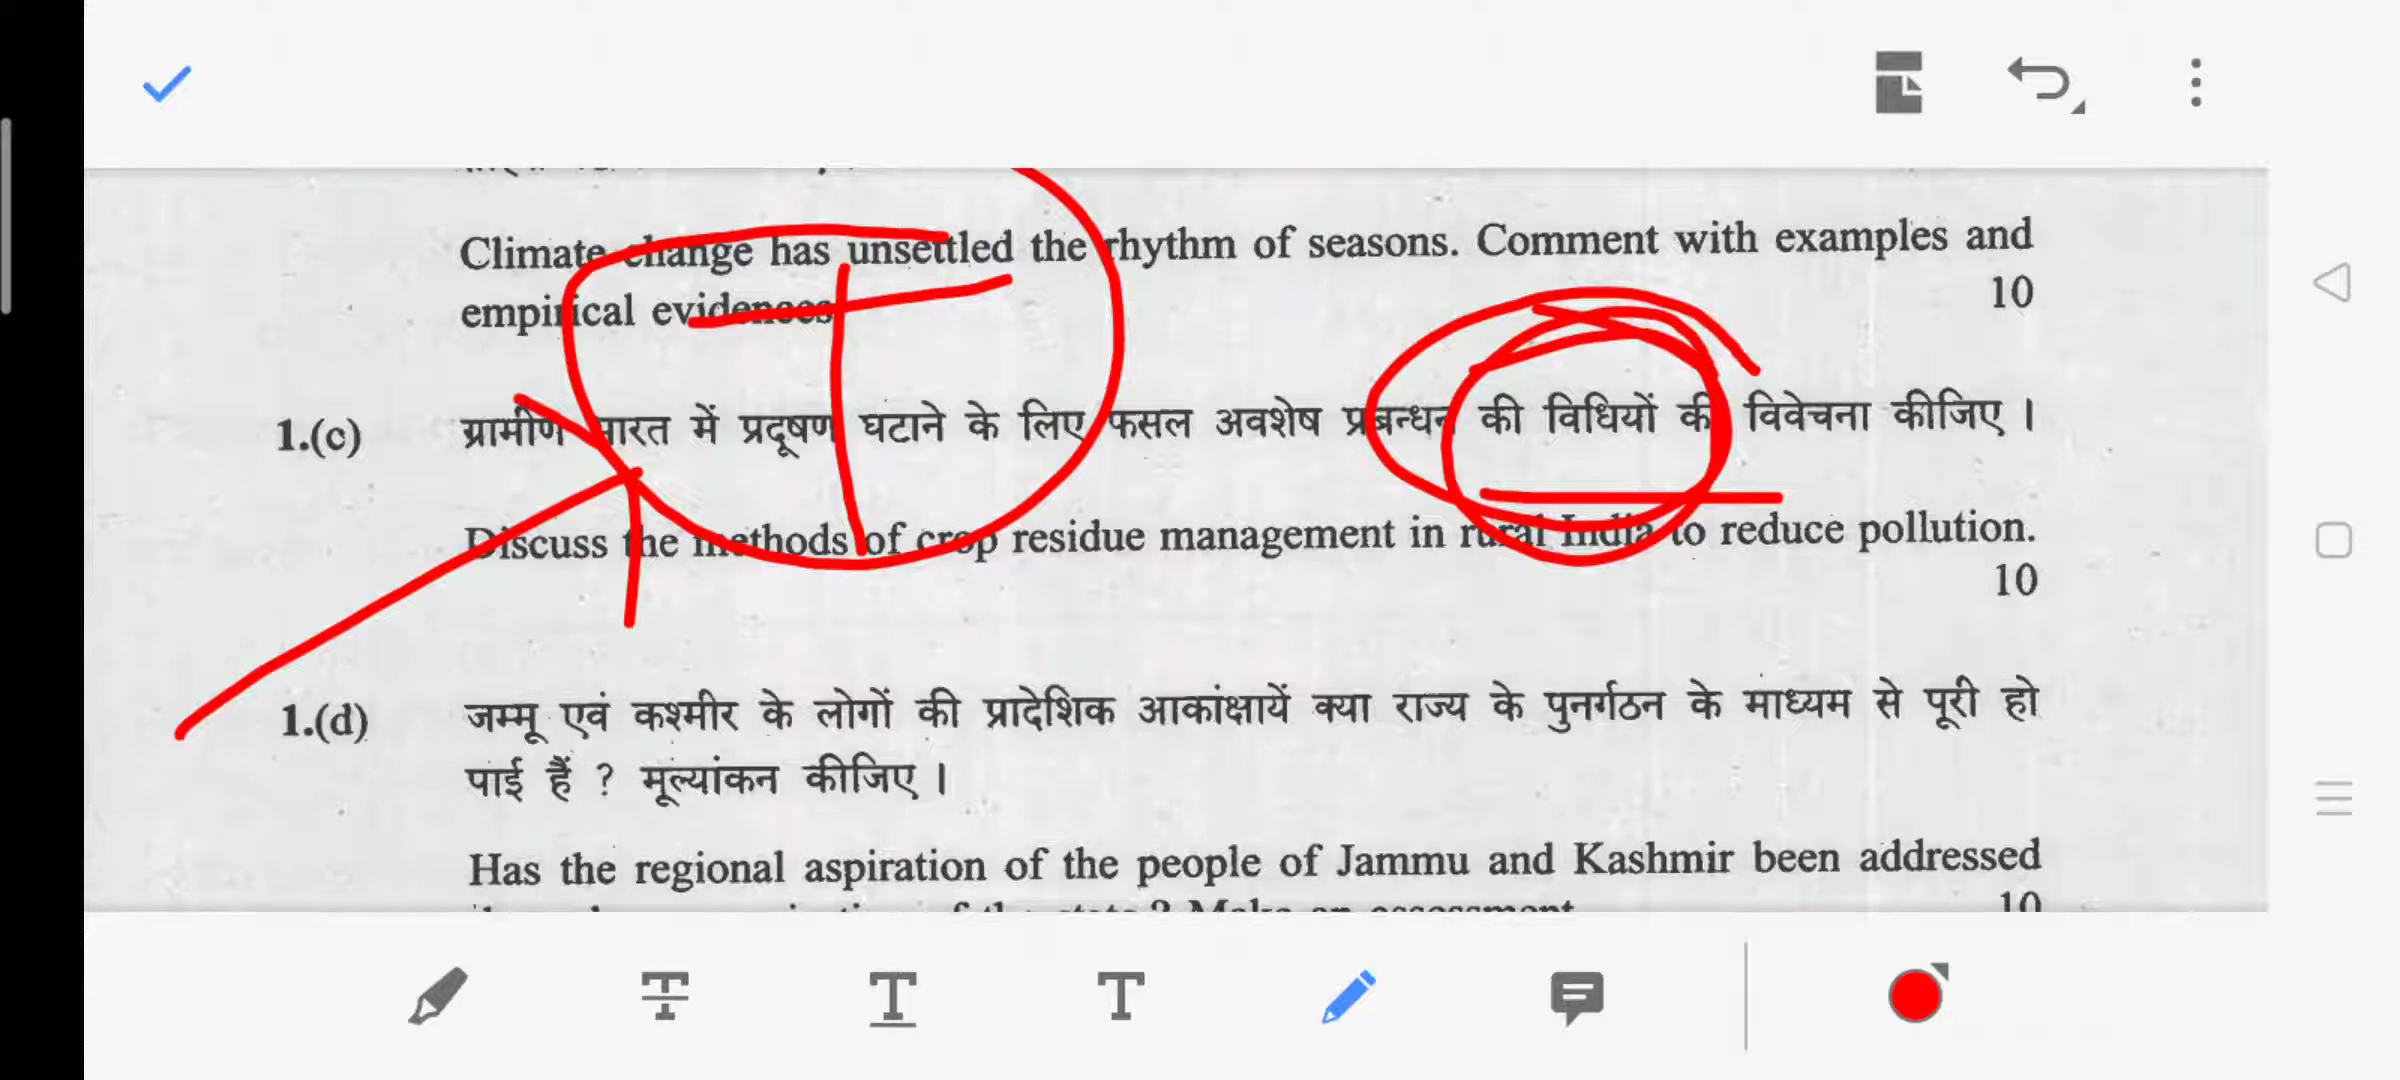 Climate change has unsettled the rhythm of seasons. Comment with examples and
empirical evidences
10
1.(c) ग्रामीण भारत में प्रदूषण घटाने के लिए फसल अवशेष प्रबन्धन की विधियों की विवेचना कीजिए ।
Discuss the methods of crop residue management in rural India to reduce pollution.
10
1.(d) जम्मू एवं कश्मीर के लोगों की प्रादेशिक आकांक्षायें क्या राज्य के पुनर्गठन के माध्यम से पूरी हो
पाई हैं ? मूल्यांकन कीजिए ।
Has the regional aspiration of the people of Jammu and Kashmir been addressed
10